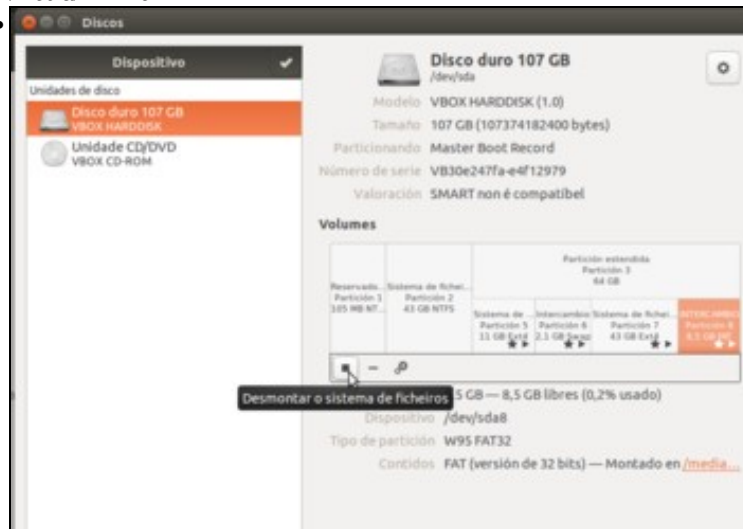 Discos
Dispositivo
Unidades de disco
Disco duro 107 GB
VBOX HARDDISK
Unidade CD/DVD
VBOX CD-ROM
Disco duro 107 GB
/dev/sda
Modelo VBOX HARDDISK (1.0)
Tamaño 107 GB (107374182400 bytes)
Particionando Master Boot Record
Número de serie VB30e247fa-e4f12979
Valoración SMART non é compatíbel
Volumes
Partición estendida
Partición 3
64 GB
Reservado...
Partición 1
105 MB NT...
Sistema de fichei...
Partición 2
43 GB NTFS
Sistema de ...
Partición 5
11 GB Ext4
Intercambio
Partición 6
2.1 GB Swap
Sistema de fichei...
Partición 7
43 GB Ext4
INTERCAMBIO
Partición 8
Desmontar o sistema de ficheiros
5 GB — 8,5 GB libres (0,2% usado)
Dispositivo /dev/sda8
Tipo de partición W95 FAT32
Contidos FAT (versión de 32 bits) — Montado en /media...